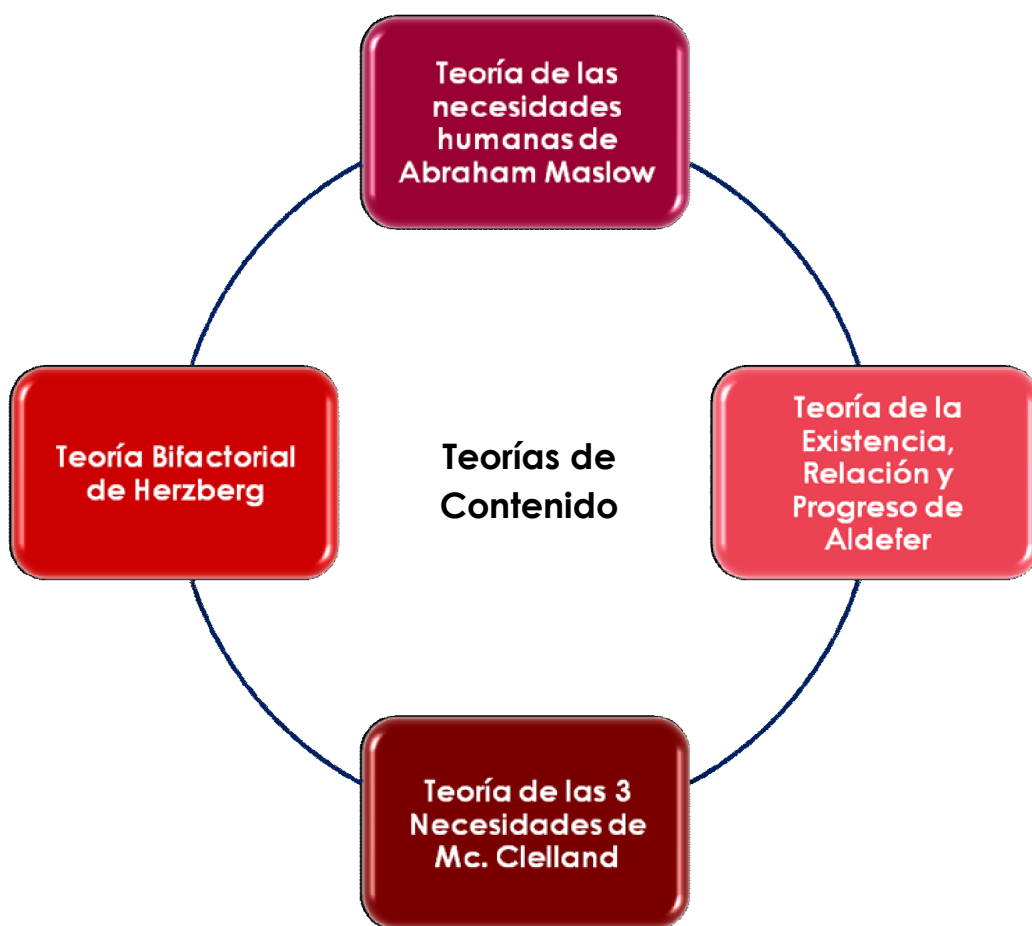 Teoría de las
necesidades
humanas de
Abraham Maslow
Teoría Bifactorial
de Herzberg
Teorías de
Contenido
Teoría de la
Existencia,
Relación y
Progreso de
Aldefer
Teoría de las 3
Necesidades de
Mc. Clelland